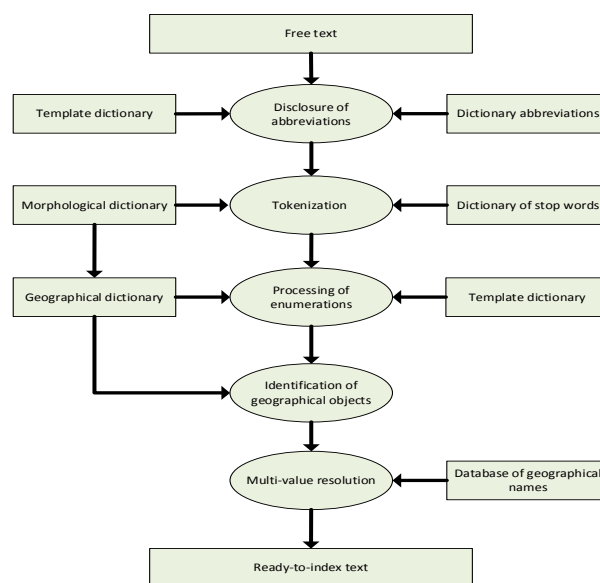 Free text
Template dictionary
Disclosure of
abbreviations
Dictionary abbreviations
Morphological dictionary
Tokenization
Dictionary of stop words
Geographical dictionary
Processing of
enumerations
Template dictionary
Identification of
geographical objects
Multi-value resolution
Database of geographical
names
Ready-to-index text